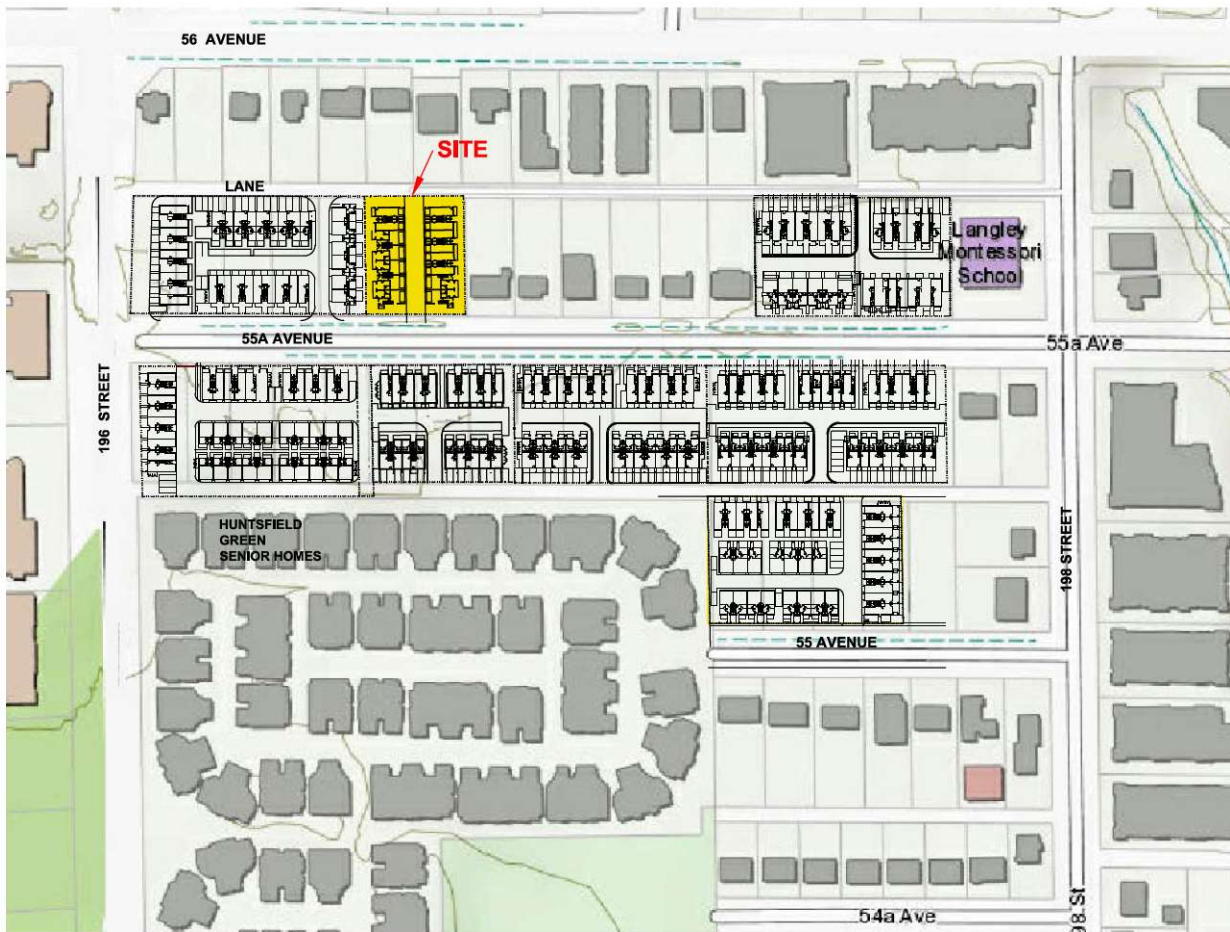 56 AVENUE
SITE
LANE
Langley
Montessori
School
55A AVENUE
55a Ave
196 STREET
HUNTSFIELD
GREEN
SENIOR HOMES
198 STREET
55 AVENUE
54a Ave
98 St